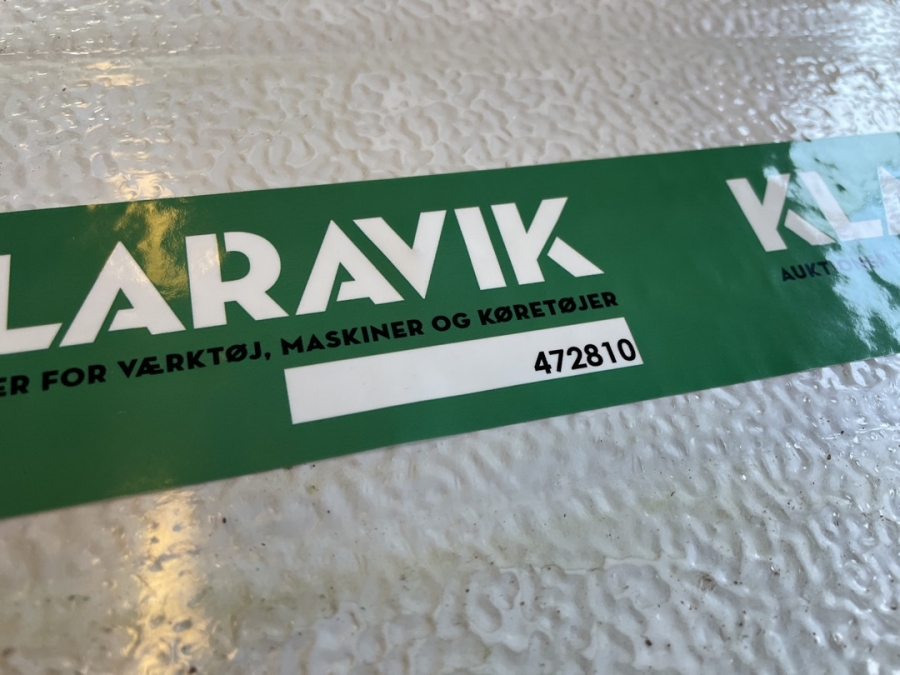 LARAVIK
ER FOR VÆRKTØJ, MASKINER OG KØRETØJER
472810
KL
AUKT